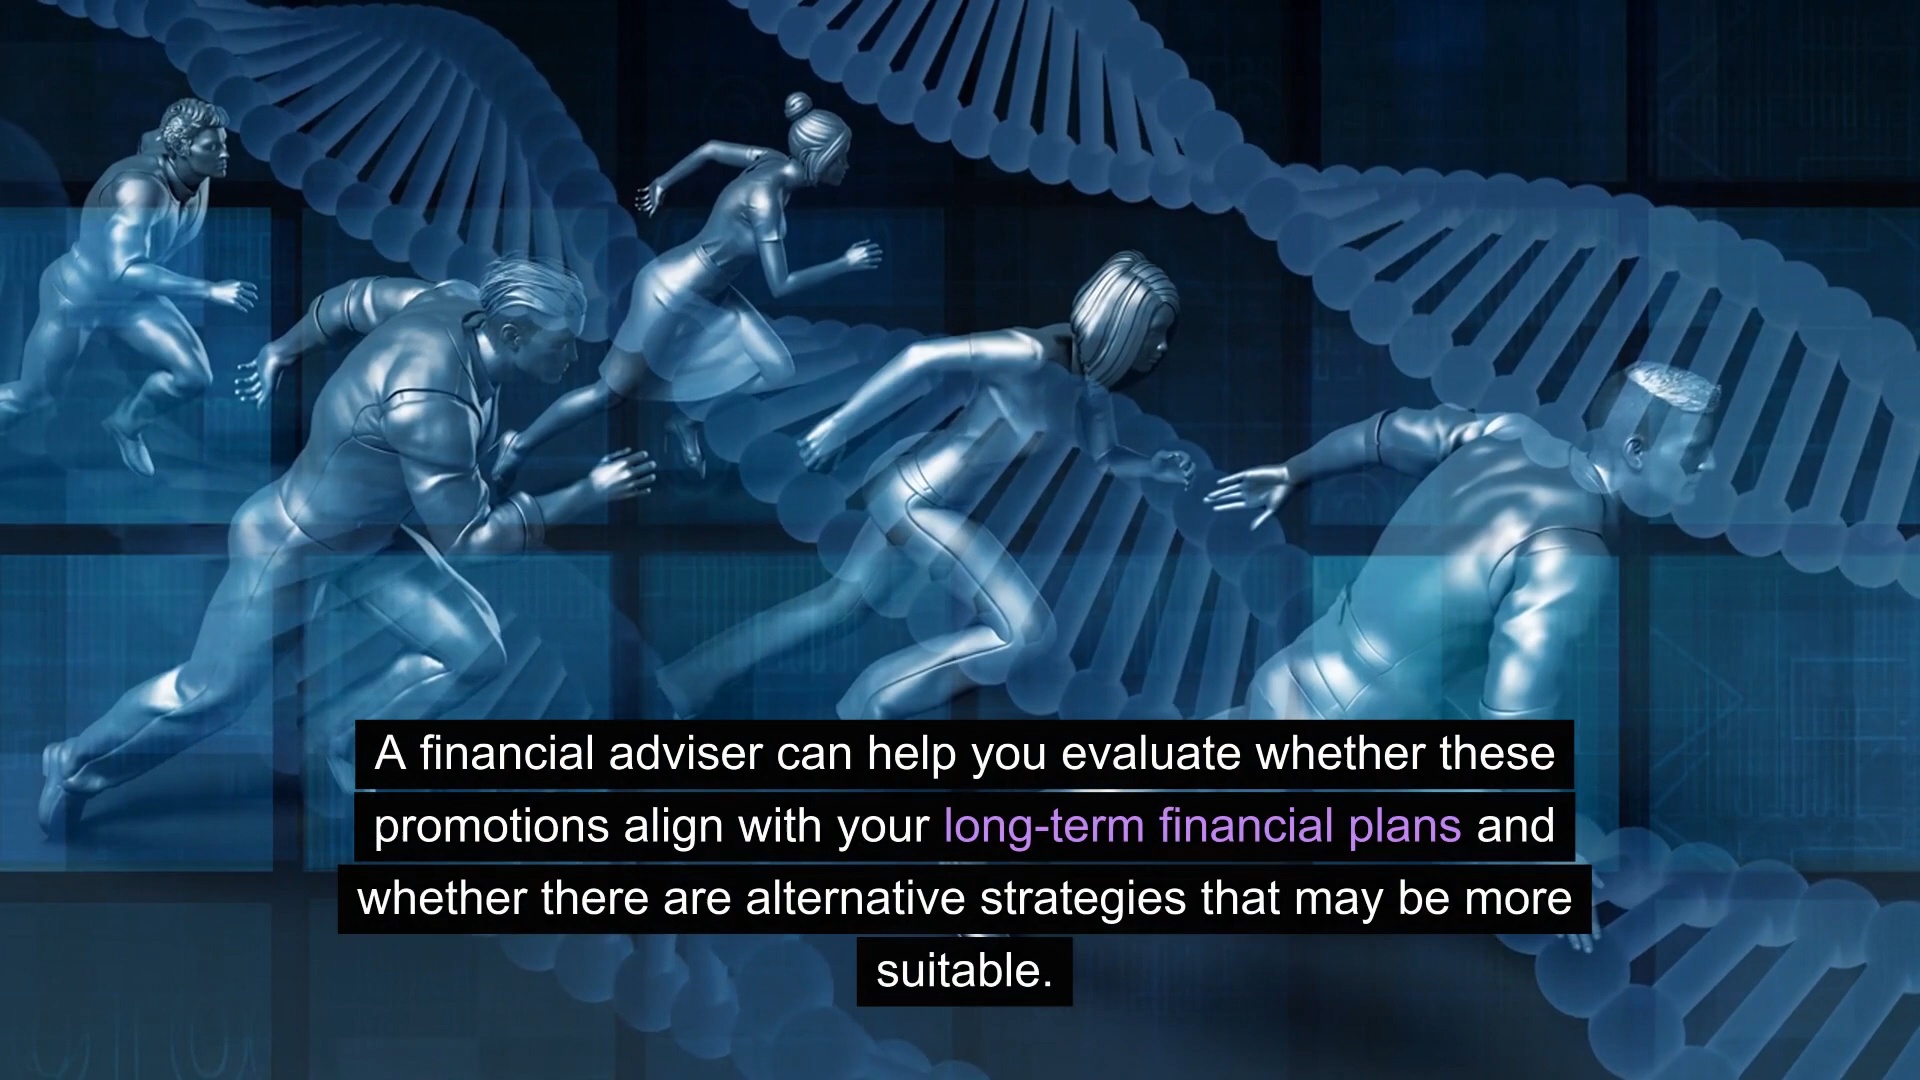 A financial adviser can help you evaluate whether these
promotions align with your long-term financial plans and
whether there are alternative strategies that may be more
suitable.